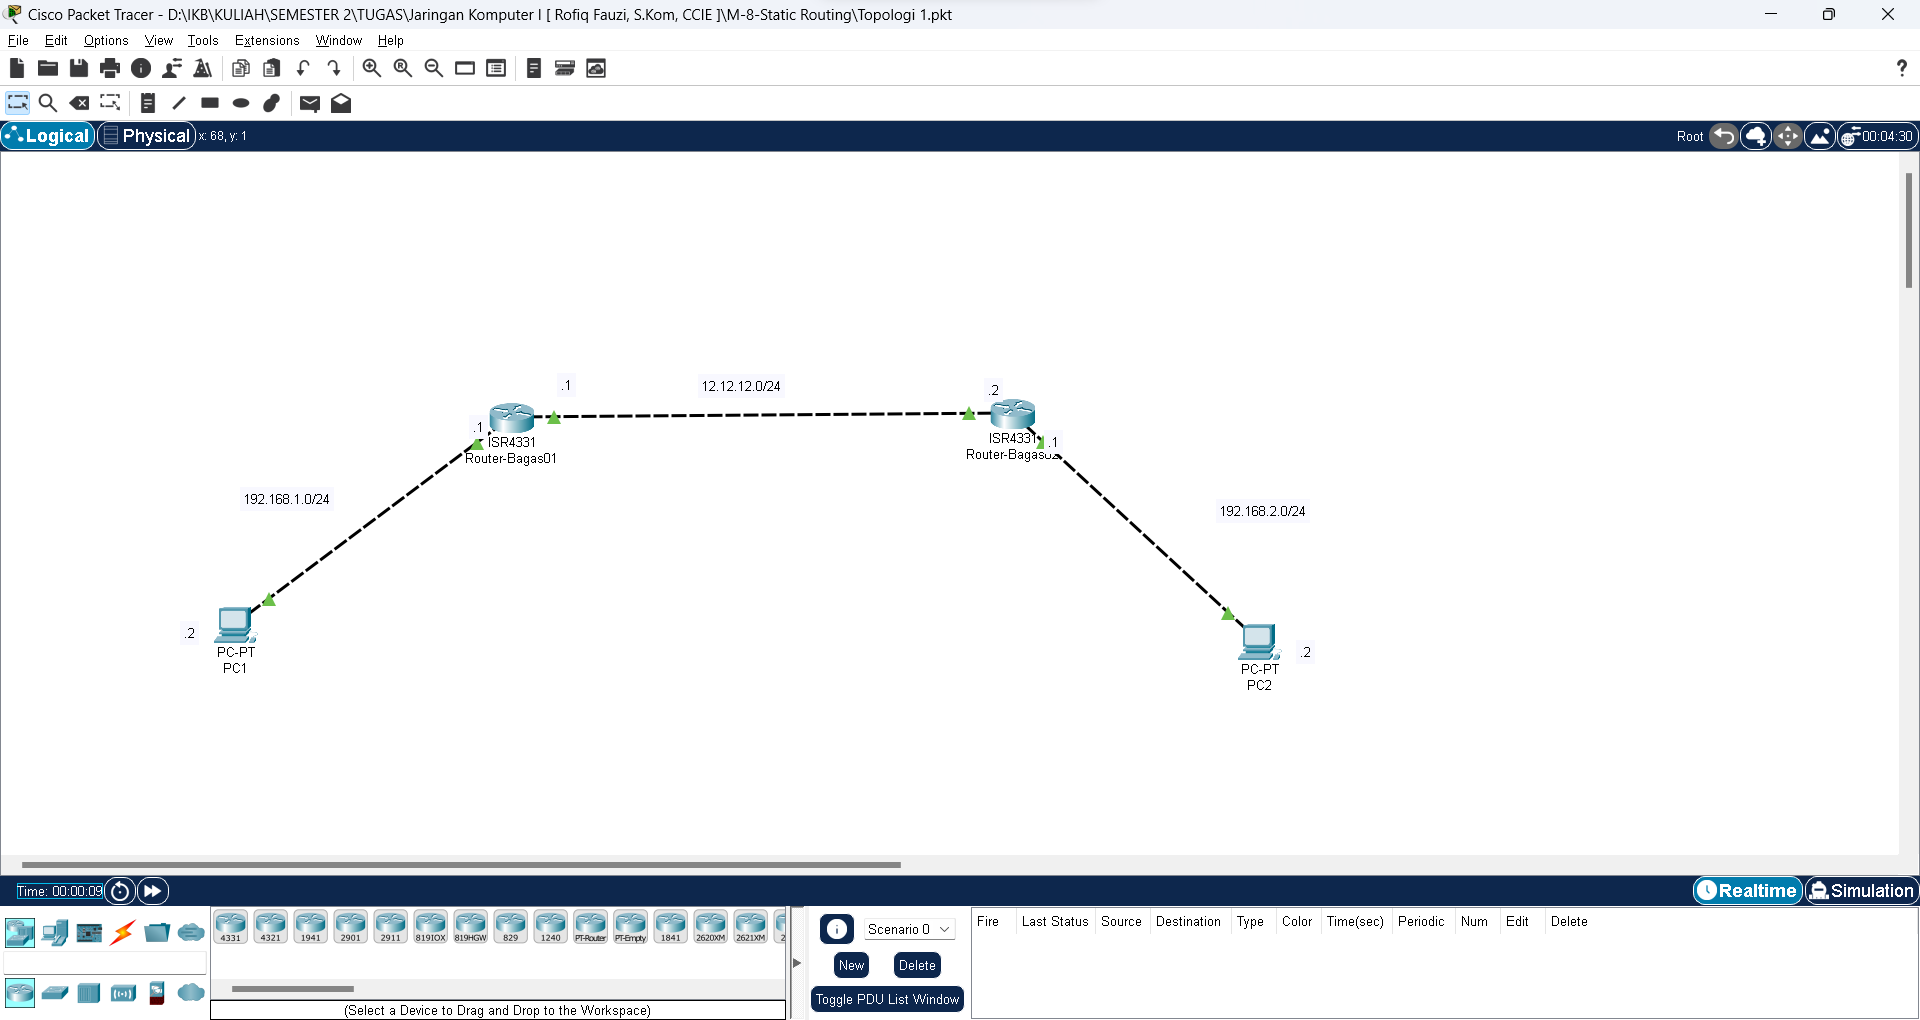 Cisco Packet Tracer - D:\IKB\KULIAH\SEMESTER 2\TUGAS\Jaringan Komputer I [ Rofiq Fauzi, S.Kom, CCIE ]\M-8-Static Routing\Topologi 1.pkt
File Edit Options View Tools Extensions Window Help
?
Logical Physical x: 68, y: 1 Root 00:04:30
.1 12.12.12.0/24 .2
.1
ISR4331
Router-Bagas01
ISR4331
.1
Router-Bagas02
192.168.1.0/24
192.168.2.0/24
.2
PC-PT
PC1
PC-PT
PC2
.2
Time: 00:00:09 Realtime Simulation
4331 4321 1941 2901 2911 819IOX 819HGW 829 1240 PT-Router PT-Empty 1841 2620XM 2621XM 2
(Select a Device to Drag and Drop to the Workspace)
Scenario 0
New Delete
Toggle PDU List Window
Fire Last Status Source Destination Type Color Time(sec) Periodic Num Edit Delete